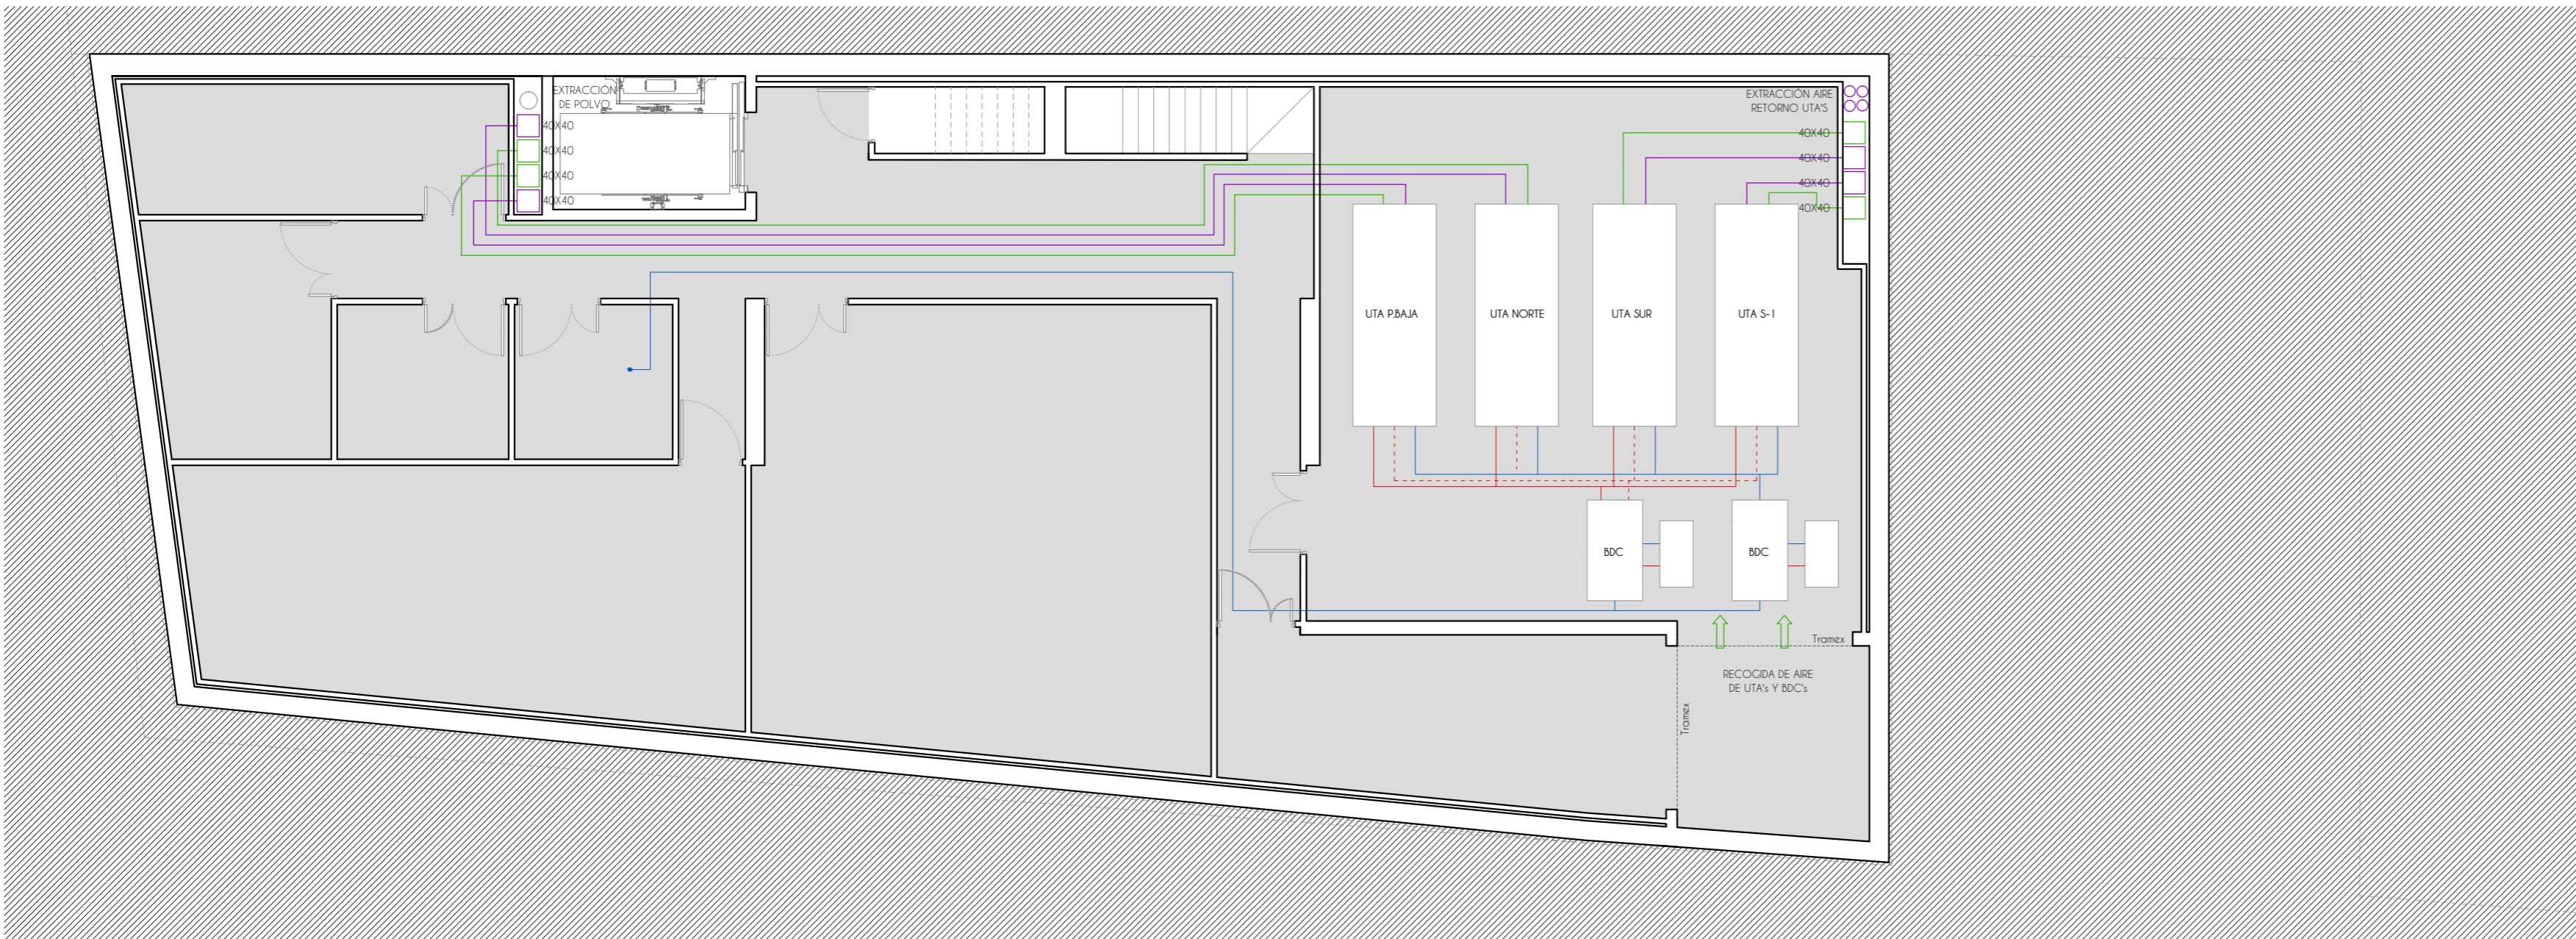 EXTRACCIÓN
DE POLVO
40X40
40X40
40X40
40X40
EXTRACCIÓN AIRE
RETORNO UTA'S
40X40
40X40
40X40
40X40
UTA P.BAJA
UTA NORTE
UTA SUR
UTA S-1
BDC
BDC
Tramex
RECOGIDA DE AIRE
DE UTA's Y BDC's
Tramex